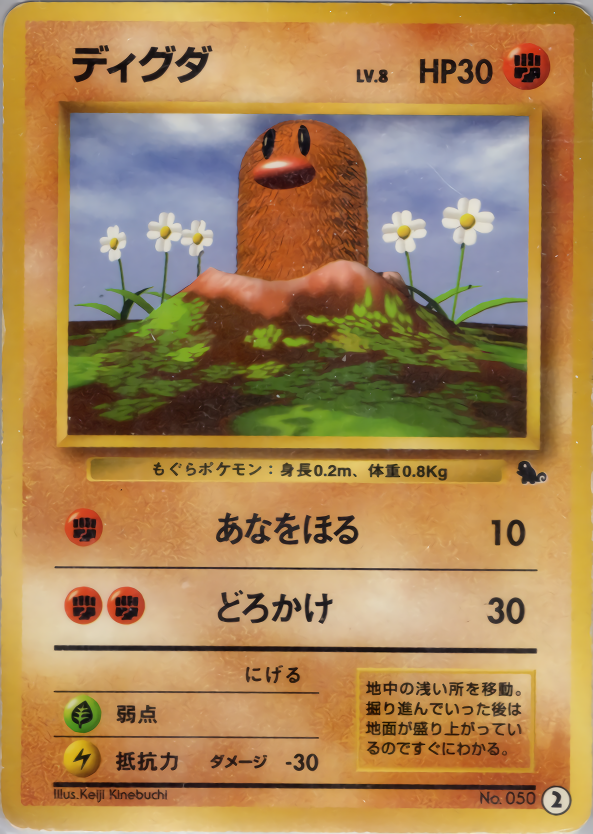 ディグダ
LV.8 HP30
もぐらポケモン：身長0.2m、体重0.8Kg
あなをほる 10
どろかけ 30
にげる
弱点
抵抗力 ダメージ -30
地中の浅い所を移動。
掘り進んでいった後は
地面が盛り上がってい
るのですぐにわかる。
Illus.Keiji Kinebuchi
No. 050 2